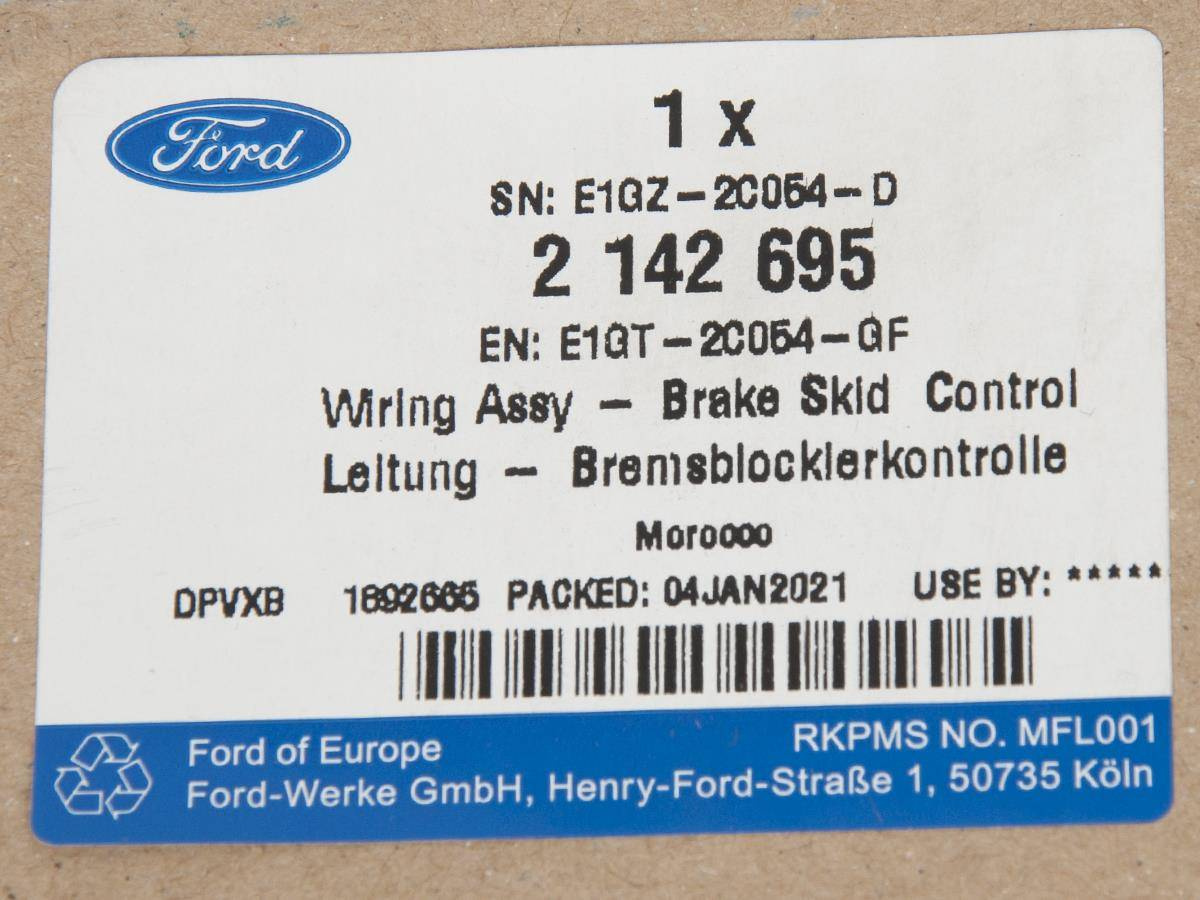 Ford
1 x
SN: E1GZ-2C054-D
2 142 695
EN: E1GT-2C054-GF
Wiring Assy - Brake Skid Control
Leitung - Bremsblockierkontrolle
Morocco
DPVXB 1692665 PACKED: 04JAN2021 USE BY: *****
Ford of Europe RKPMS NO. MFL001
Ford-Werke GmbH, Henry-Ford-Straße 1, 50735 Köln